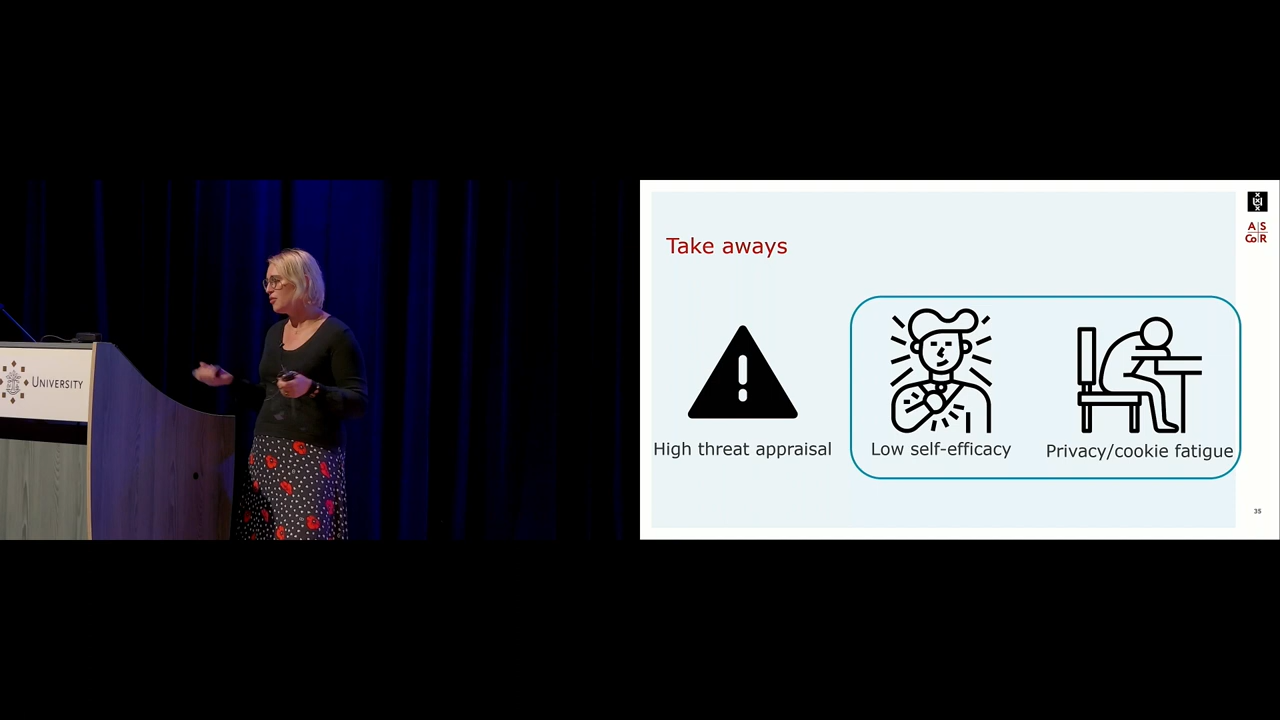 UNIVERSITY
Take aways
A|S
Co|R
High threat appraisal
Low self-efficacy
Privacy/cookie fatigue
35